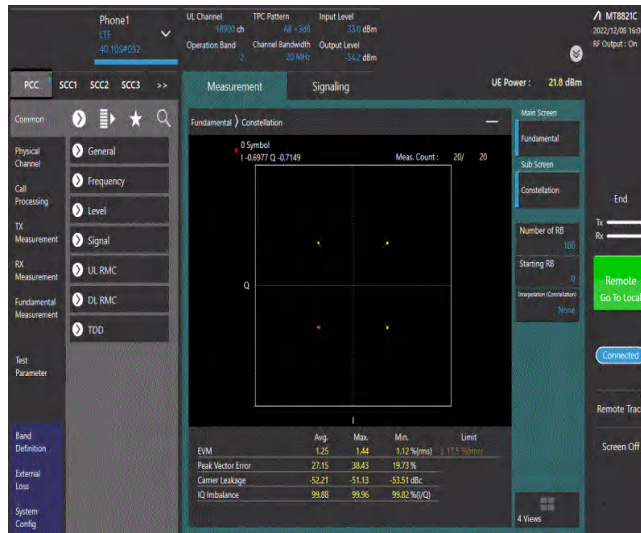 Phone1
LTE
40.10S#032
UL Channel
18900 ch
TPC Pattern
All +3dB
Input Level
33.0 dBm
Operation Band
2
Channel Bandwidth
20 MHz
Output Level
-54.2 dBm
MT8821C
2022/12/08 16:0
RF Output : On
PCC SCC1 SCC2 SCC3 >>
Measurement
Signaling
UE Power : 21.8 dBm
Common
Physical
Channel
Call
Processing
TX
Measurement
RX
Measurement
Fundamental
Measurement
Test
Parameter
Band
Definition
External
Loss
System
Config
General
Frequency
Level
Signal
UL RMC
DL RMC
TDD
Fundamental Constellation
0 Symbol
I -0.6977 Q -0.7149
Meas. Count : 20/ 20
Q
I
Avg. Max. Min. Limit
EVM 1.25 1.44 1.12 %(rms) 17.5 %(rms)
Peak Vector Error 27.15 38.43 19.73 %
Carrier Leakage -52.21 -51.13 -53.51 dBc
IQ Imbalance 99.88 99.96 99.82 %(I/Q)
Main Screen
Fundamental
Sub Screen
Constellation
Number of RB
100
Starting RB
0
Interpolation (Constellation)
None
4 Views
End
Tx
Rx
Remote
Go To Local
Connected
Remote Trac
Screen Off